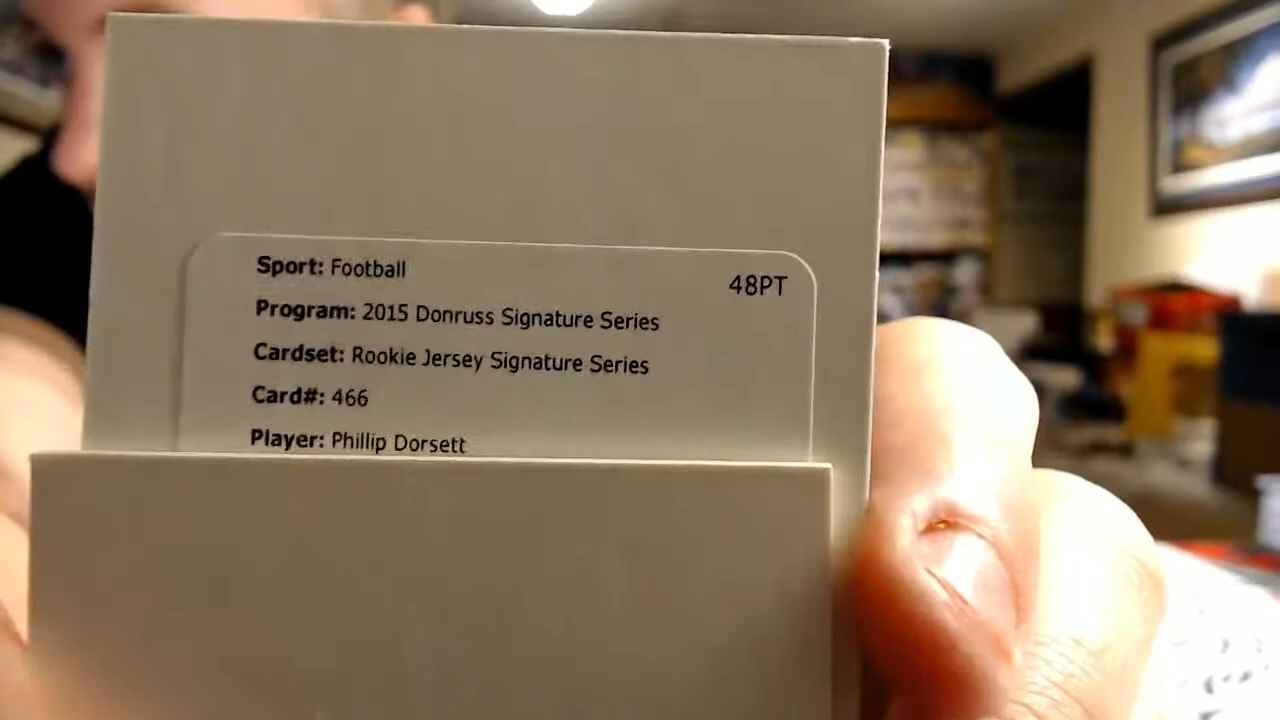 Sport: Football
48PT
Program: 2015 Donruss Signature Series
Cardset: Rookie Jersey Signature Series
Card#: 466
Player: Phillip Dorsett